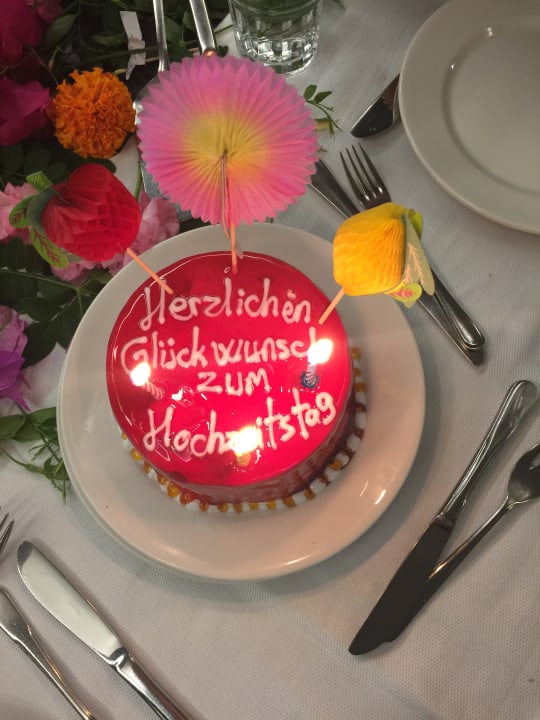 Herzlichen
Glückwunsch
zum
Hochzeitstag